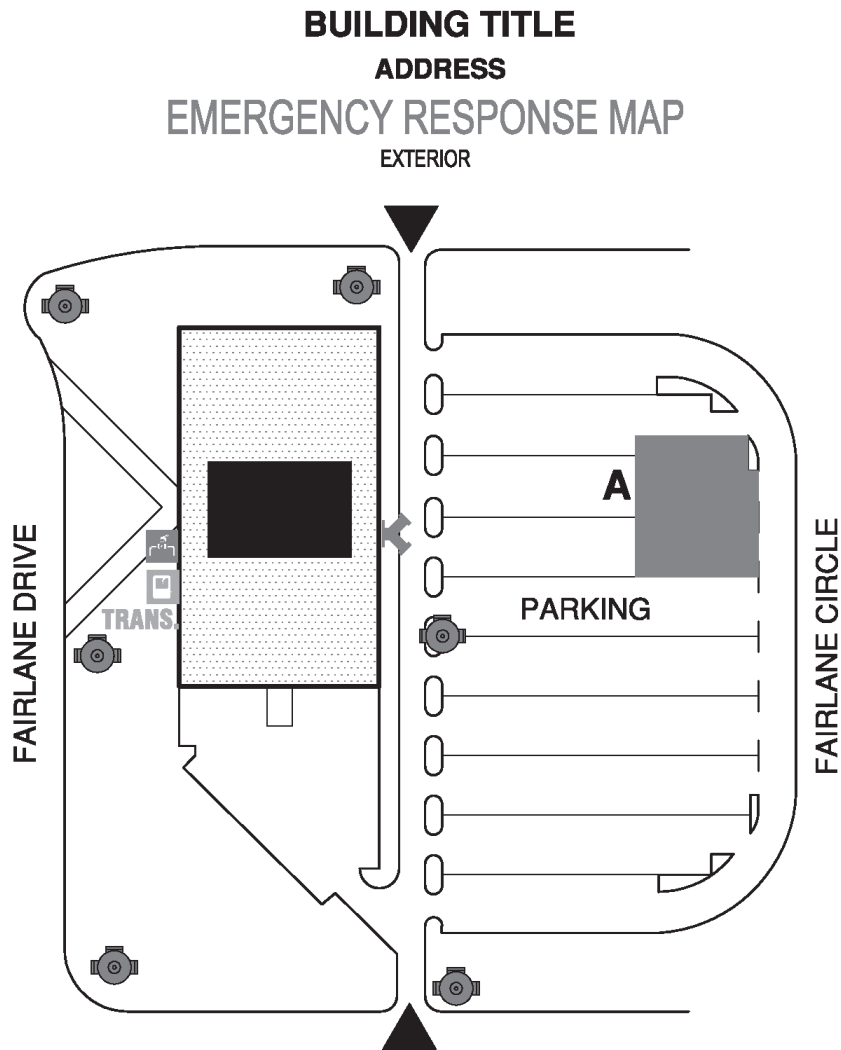 BUILDING TITLE
ADDRESS
EMERGENCY RESPONSE MAP
EXTERIOR
A
FAIRLANE DRIVE
TRANS.
PARKING
FAIRLANE CIRCLE